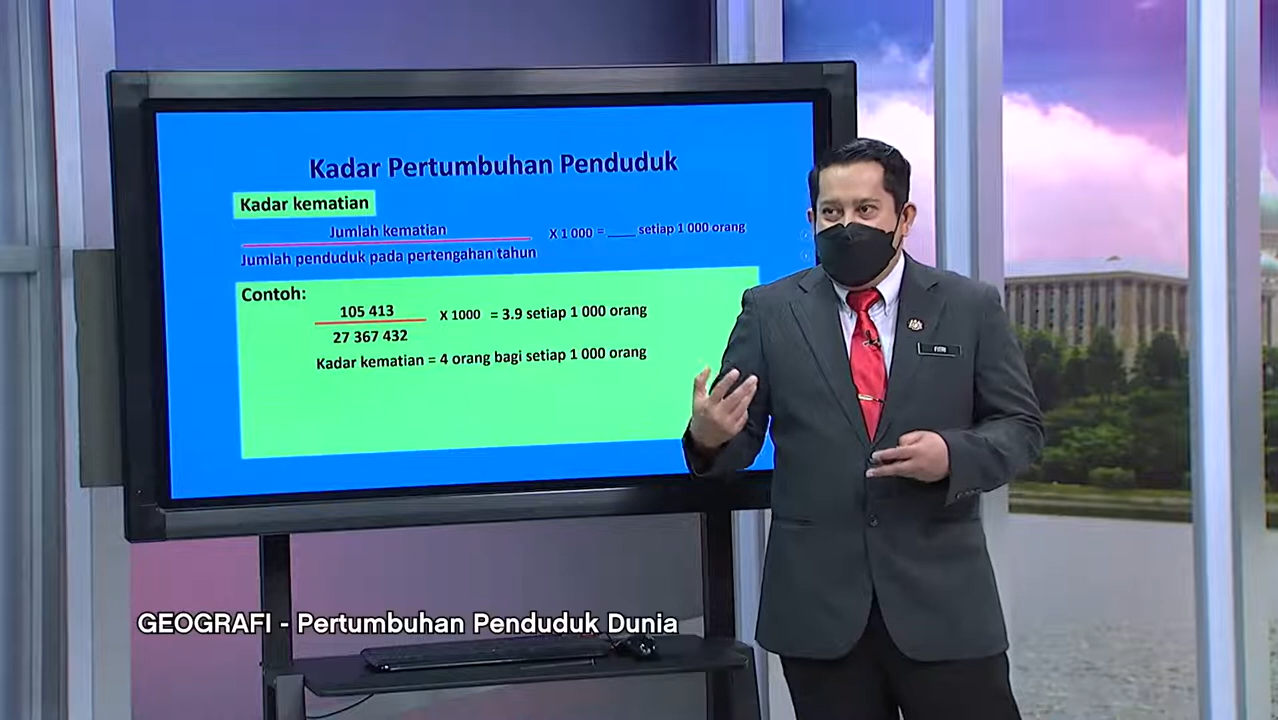 Kadar Pertumbuhan Penduduk
Kadar kematian
Jumlah kematian
Jumlah penduduk pada pertengahan tahun
X 1 000 = ____ setiap 1 000 orang
Contoh:
105 413
27 367 432
X 1000 = 3.9 setiap 1 000 orang
Kadar kematian = 4 orang bagi setiap 1 000 orang
FITRI
GEOGRAFI - Pertumbuhan Penduduk Dunia